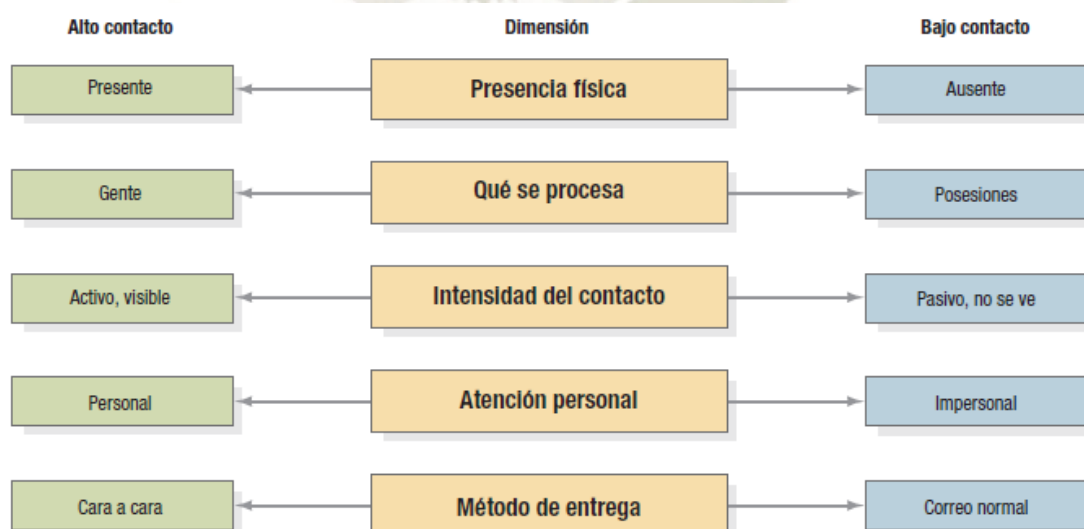 Alto contacto Dimensión Bajo contacto
Presente Presencia física Ausente
Gente Qué se procesa Posesiones
Activo, visible Intensidad del contacto Pasivo, no se ve
Personal Atención personal Impersonal
Cara a cara Método de entrega Correo normal